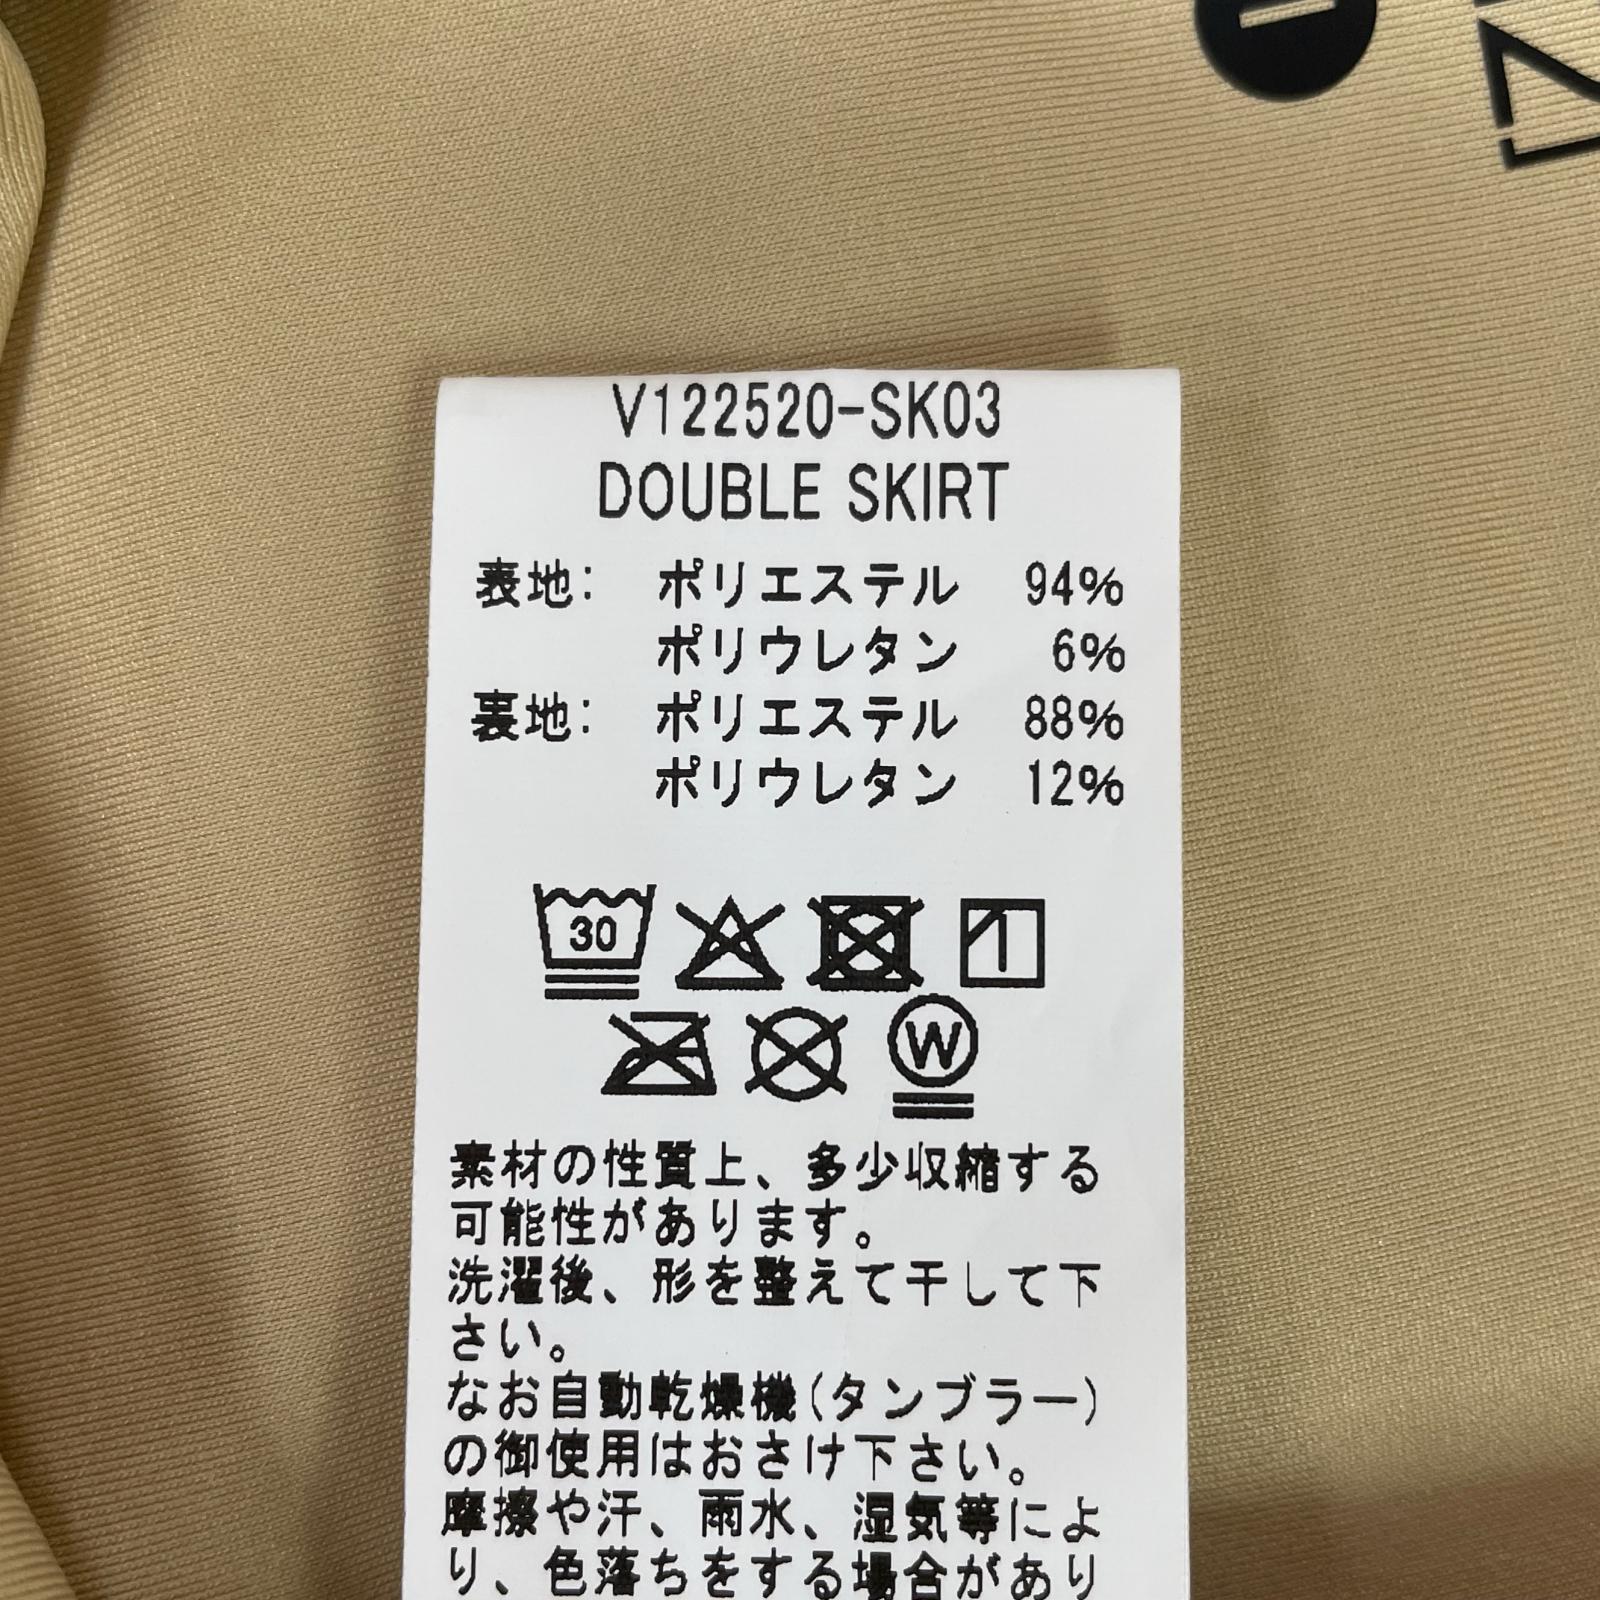 V122520-SK03
DOUBLE SKIRT
表地: ポリエステル 94%
ポリウレタン 6%
裏地: ポリエステル 88%
ポリウレタン 12%
30
W
素材の性質上、多少収縮する
可能性があります。
洗濯後、形を整えて干して下
さい。
なお自動乾燥機(タンブラー)
の御使用はおさけ下さい。
摩擦や汗、雨水、湿気等によ
り、色落ちをする場合があり